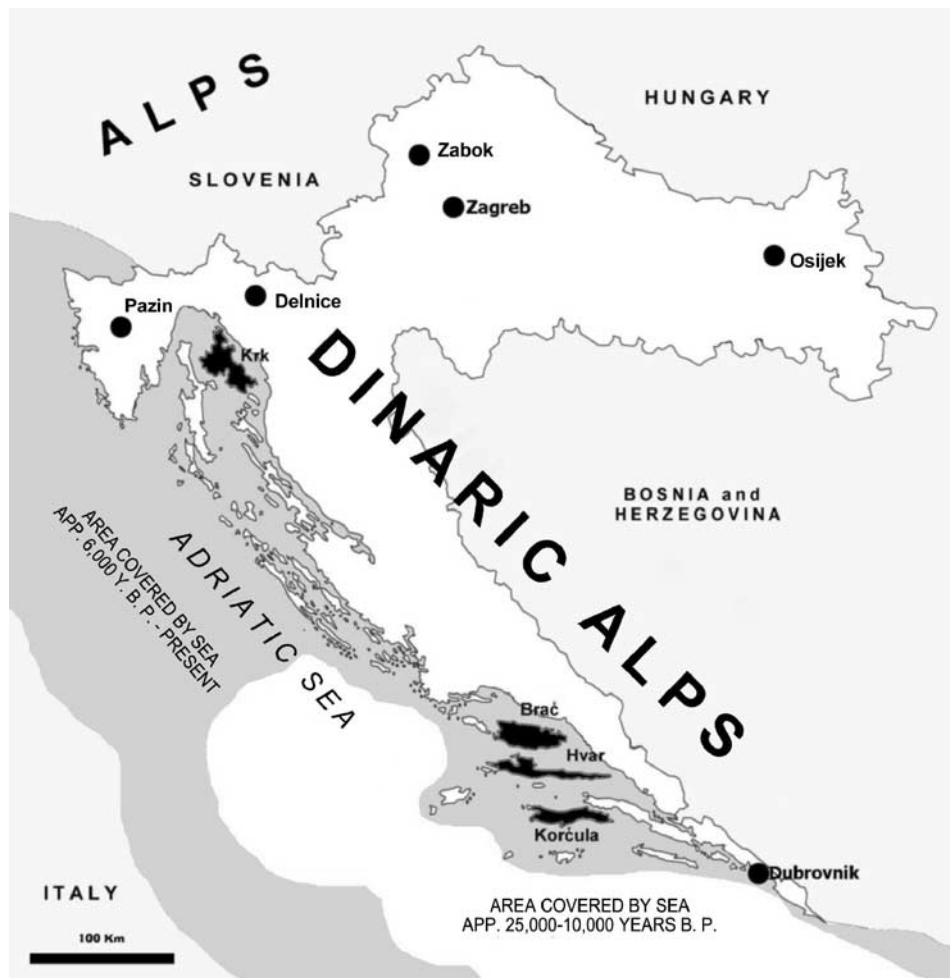 ALPS
HUNGARY
Zabok
SLOVENIA
Zagreb
Osijek
Pazin
Delnice
Krk
DINARIC ALPS
BOSNIA and
HERZEGOVINA
ADRIATIC SEA
AREA COVERED BY SEA
APP. 6,000 Y. B. P. - PRESENT
Brać
Hvar
Korćula
Dubrovnik
ITALY
AREA COVERED BY SEA
APP. 25,000-10,000 YEARS B. P.
100 Km